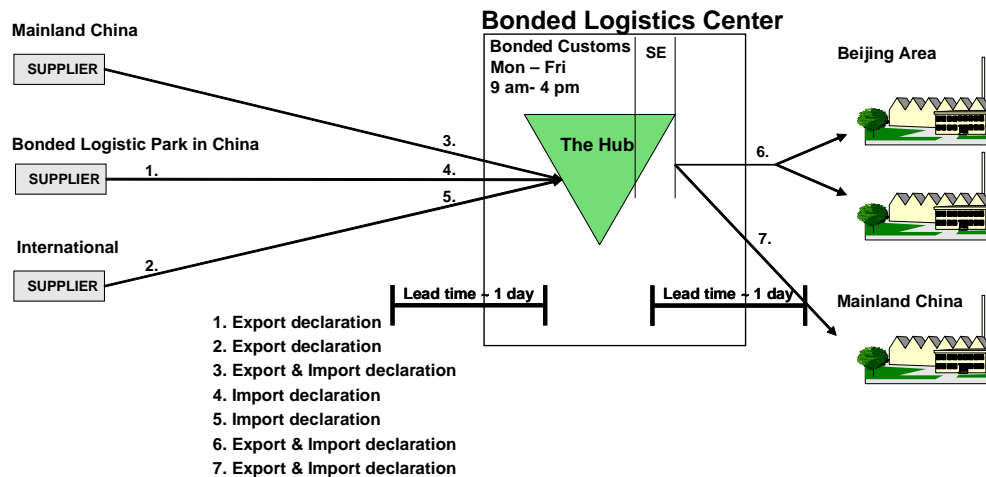 Bonded Logistics Center
Mainland China
SUPPLIER
Bonded Logistic Park in China
SUPPLIER
1.
International
SUPPLIER
2.
3.
4.
5.
Bonded Customs
Mon – Fri
9 am- 4 pm
SE
The Hub
6.
7.
Beijing Area
Mainland China
Lead time ~ 1 day
Lead time ~ 1 day
1. Export declaration
2. Export declaration
3. Export & Import declaration
4. Import declaration
5. Import declaration
6. Export & Import declaration
7. Export & Import declaration